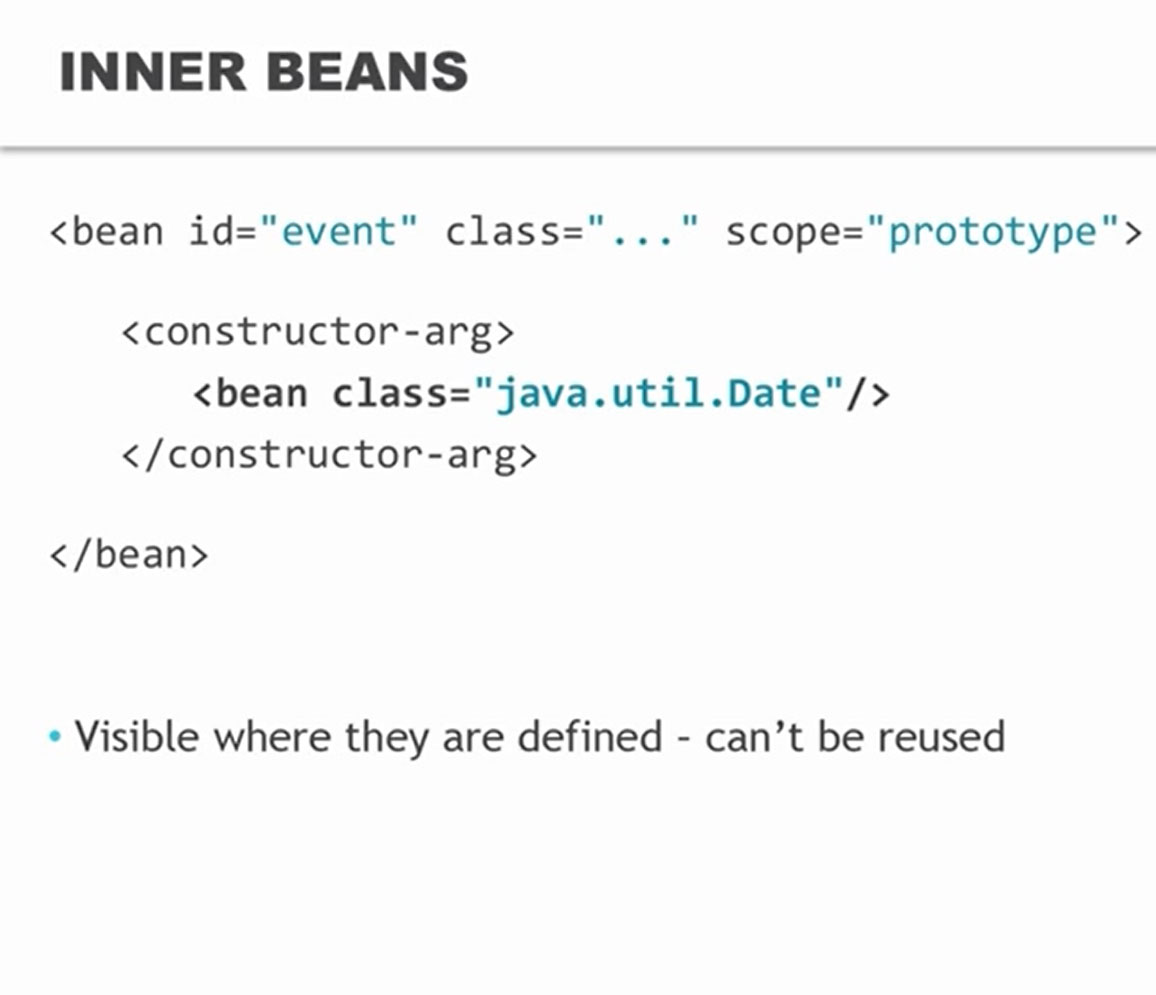 INNER BEANS
<bean id="event" class="..." scope="prototype">
<constructor-arg>
<bean class="java.util.Date"/>
</constructor-arg>
</bean>
• Visible where they are defined - can’t be reused